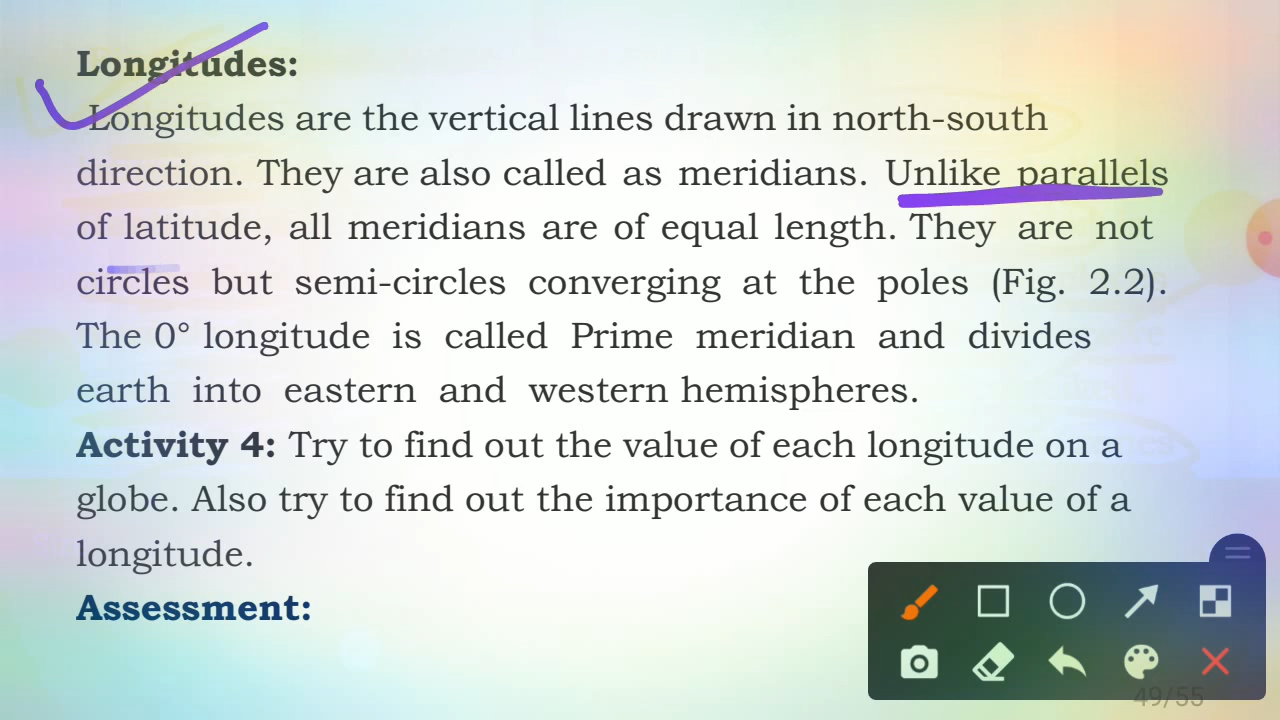 Longitudes:
Longitudes are the vertical lines drawn in north-south
direction. They are also called as meridians. Unlike parallels
of latitude, all meridians are of equal length. They are not
circles but semi-circles converging at the poles (Fig. 2.2).
The 0° longitude is called Prime meridian and divides
earth into eastern and western hemispheres.
Activity 4: Try to find out the value of each longitude on a
globe. Also try to find out the importance of each value of a
longitude.
Assessment:
49/55